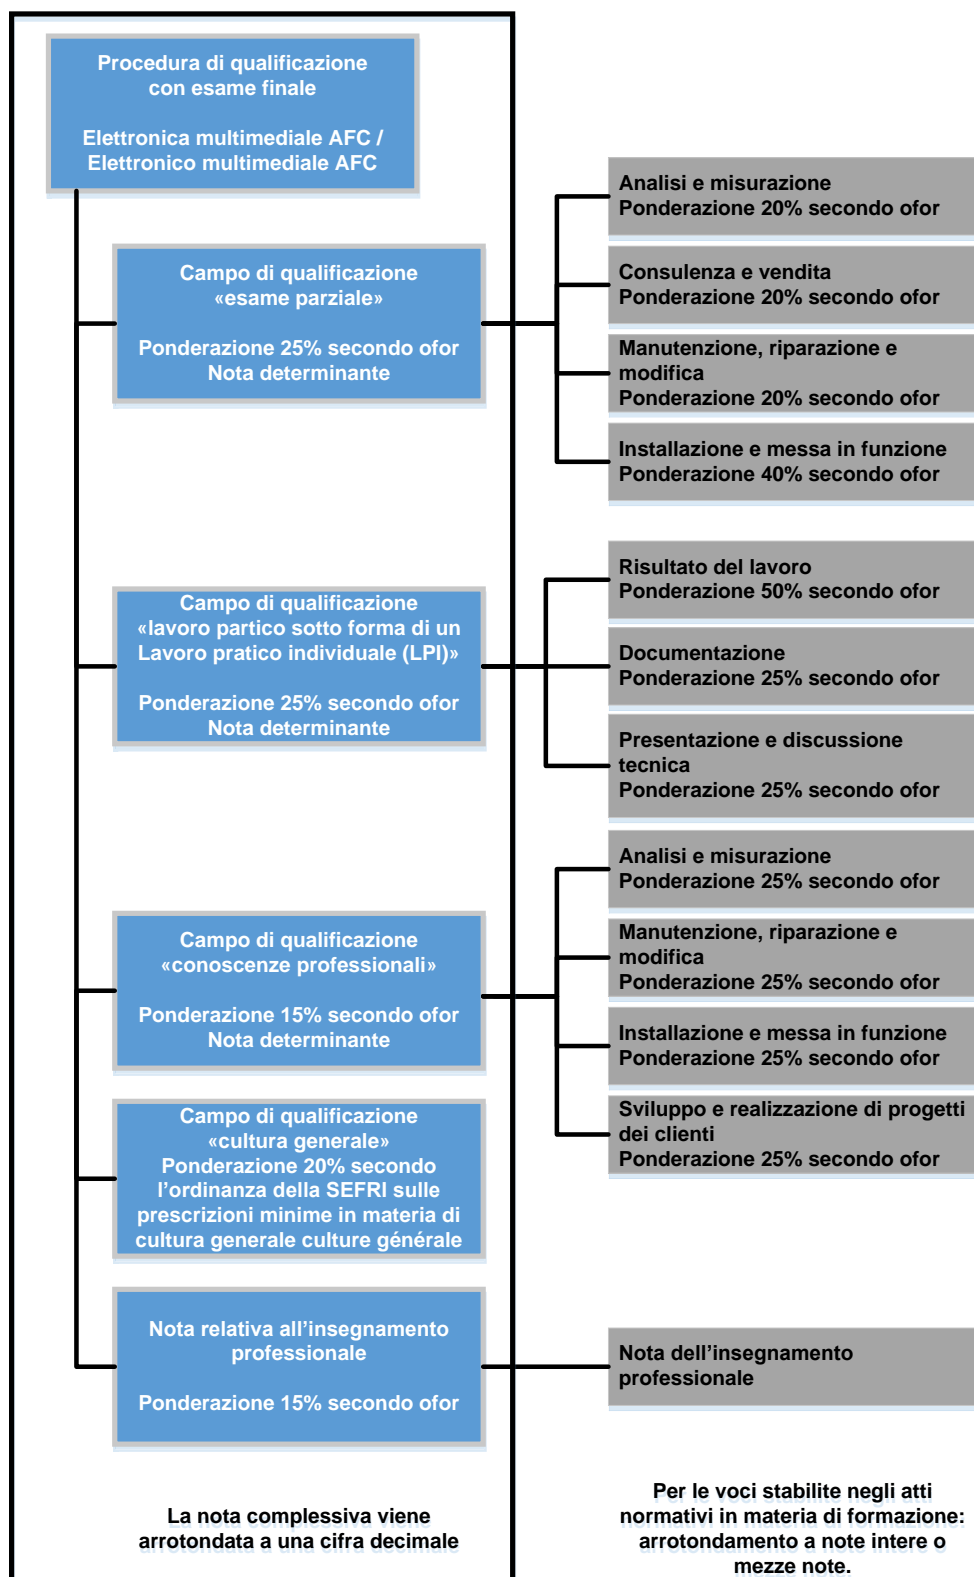 Procedura di qualificazione
con esame finale
Elettronica multimediale AFC /
Elettronico multimediale AFC
Campo di qualificazione
«esame parziale»
Ponderazione 25% secondo ofor
Nota determinante
Analisi e misurazione
Ponderazione 20% secondo ofor
Consulenza e vendita
Ponderazione 20% secondo ofor
Manutenzione, riparazione e
modifica
Ponderazione 20% secondo ofor
Installazione e messa in funzione
Ponderazione 40% secondo ofor
Campo di qualificazione
«lavoro partico sotto forma di un
Lavoro pratico individuale (LPI)»
Ponderazione 25% secondo ofor
Nota determinante
Risultato del lavoro
Ponderazione 50% secondo ofor
Documentazione
Ponderazione 25% secondo ofor
Presentazione e discussione
tecnica
Ponderazione 25% secondo ofor
Campo di qualificazione
«conoscenze professionali»
Ponderazione 15% secondo ofor
Nota determinante
Analisi e misurazione
Ponderazione 25% secondo ofor
Manutenzione, riparazione e
modifica
Ponderazione 25% secondo ofor
Installazione e messa in funzione
Ponderazione 25% secondo ofor
Sviluppo e realizzazione di progetti
dei clienti
Ponderazione 25% secondo ofor
Campo di qualificazione
«cultura generale»
Ponderazione 20% secondo
l'ordinanza della SEFRI sulle
prescrizioni minime in materia di
cultura generale culture générale
Nota relativa all'insegnamento
professionale
Ponderazione 15% secondo ofor
Nota dell'insegnamento
professionale
La nota complessiva viene
arrotondata a una cifra decimale
Per le voci stabilite negli atti
normativi in materia di formazione:
arrotondamento a note intere o
mezze note.